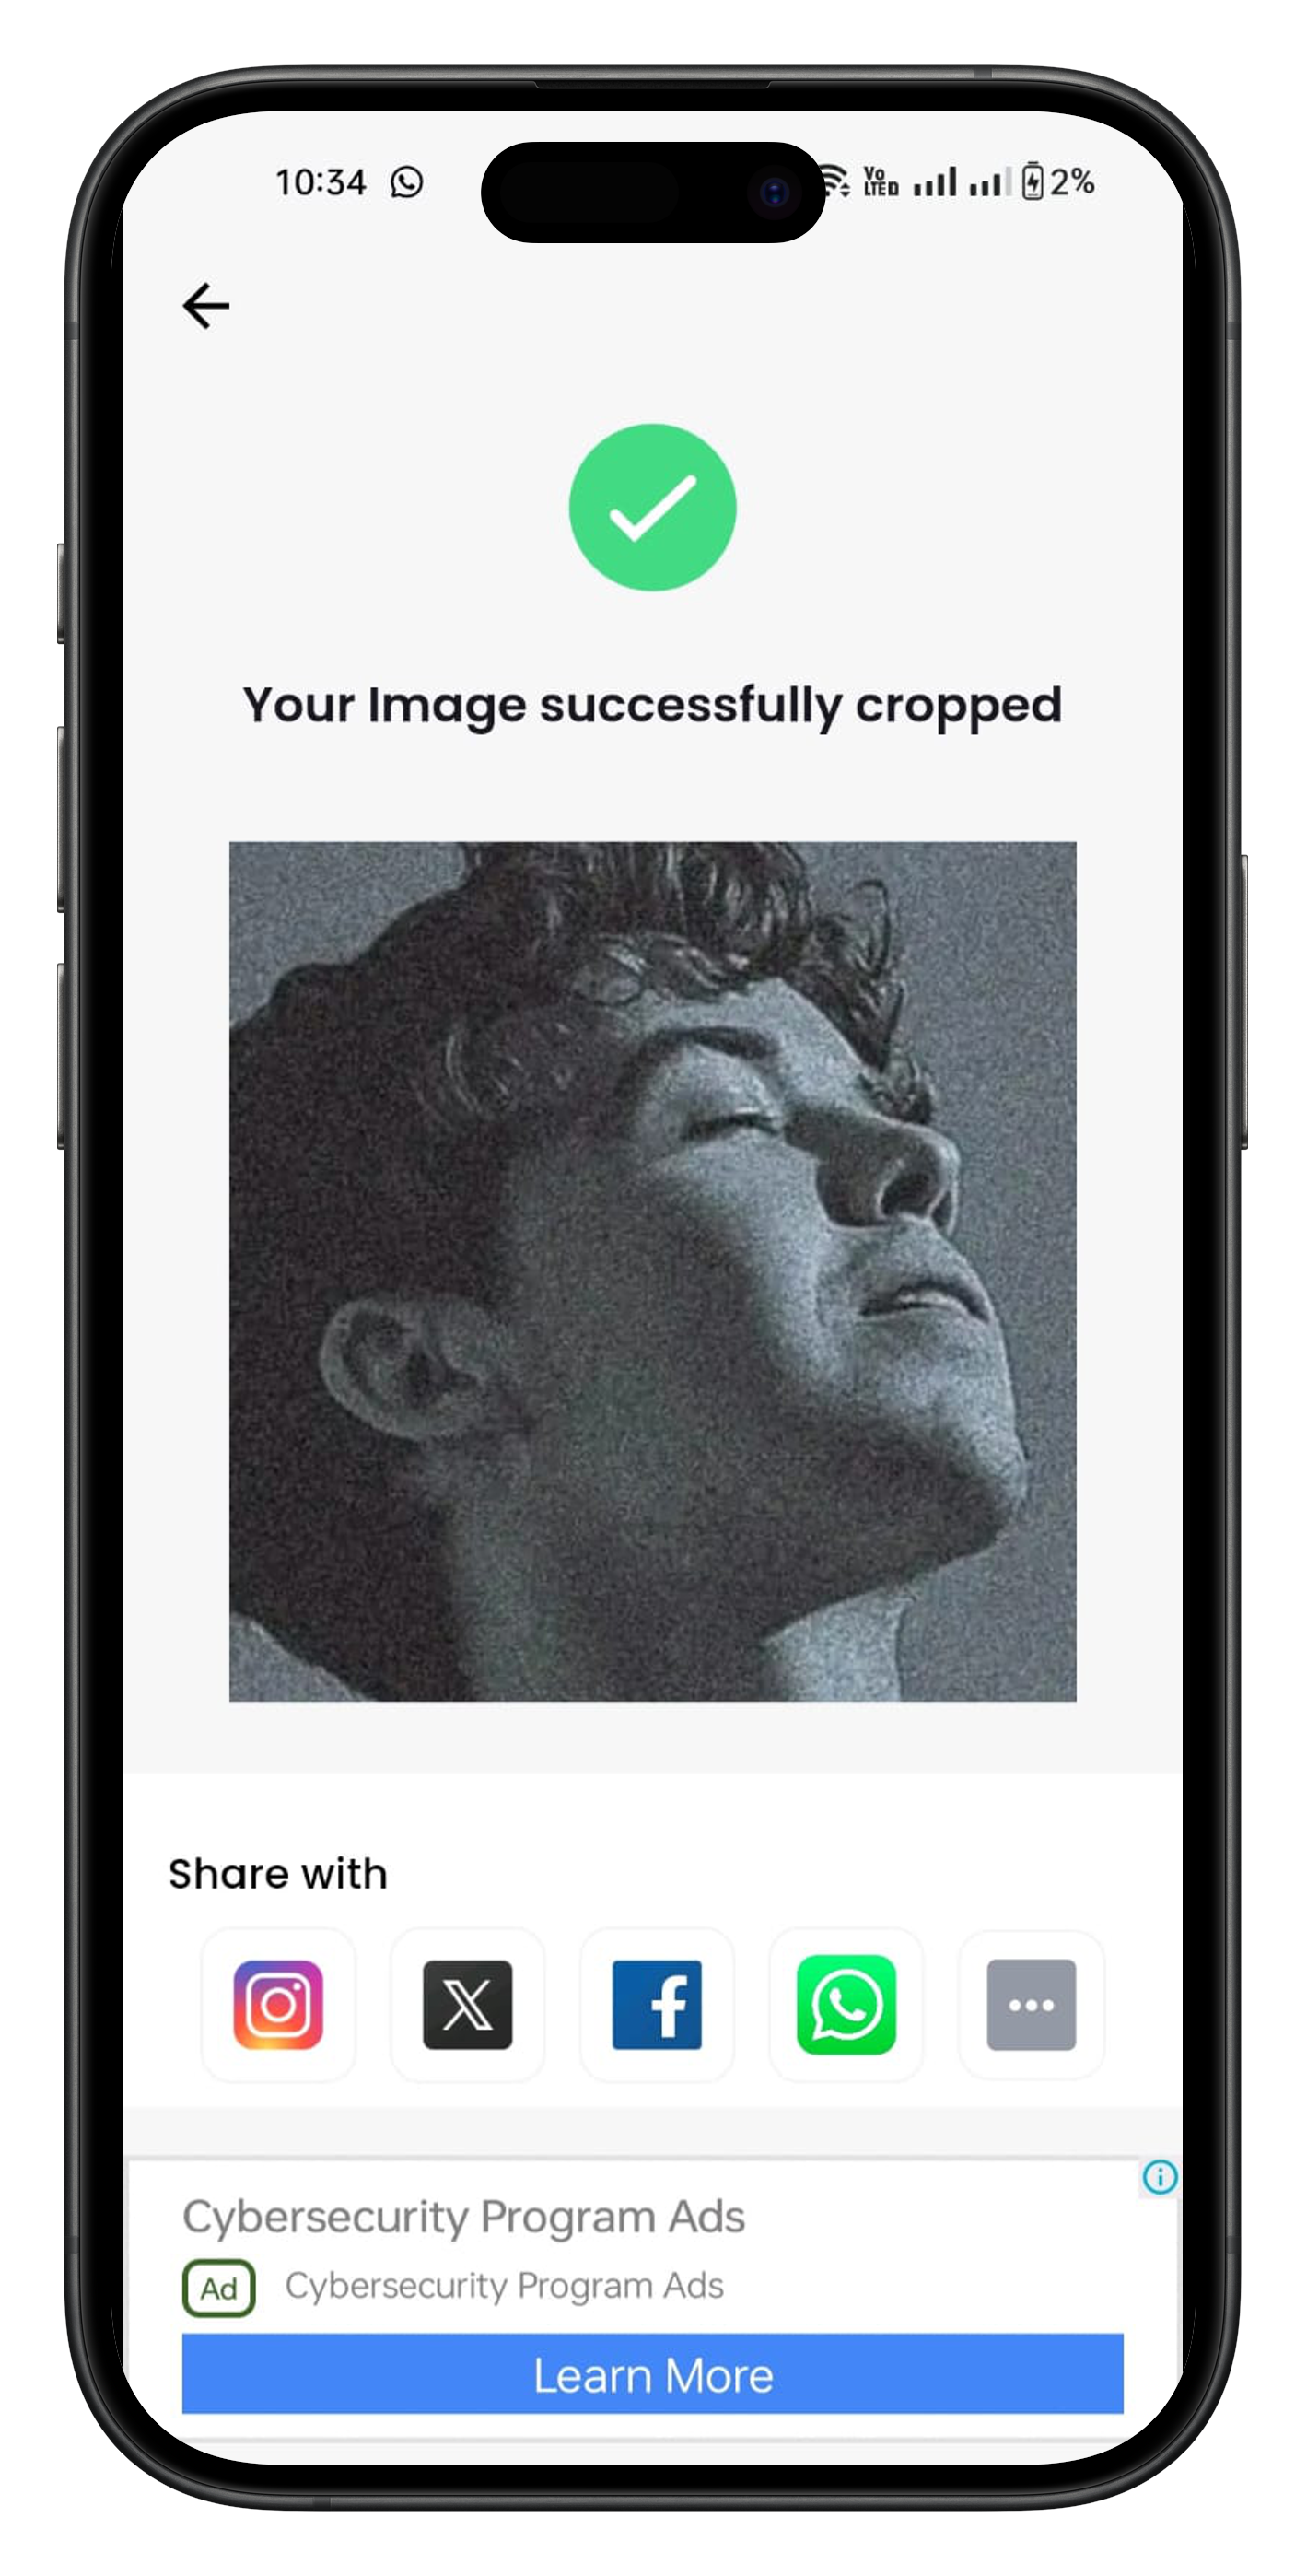 10:34
Vo
LTE D
2%
Your Image successfully cropped
Share with
Cybersecurity Program Ads
Ad Cybersecurity Program Ads
Learn More